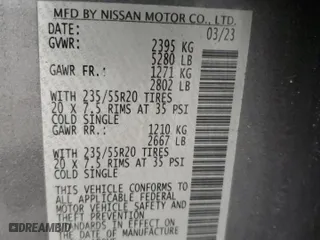 MFD BY NISSAN MOTOR CO., LTD.
DATE: 03/23
GVWR: 2395 KG
5280 LB
GAWR FR.: 1271 KG
2802 LB
WITH 235/55R20 TIRES
20 X 7.5 RIMS AT 35 PSI
COLD SINGLE
GAWR RR.: 1210 KG
2667 LB
WITH 235/55R20 TIRES
20 X 7.5 RIMS AT 35 PSI
COLD SINGLE
THIS VEHICLE CONFORMS TO
ALL APPLICABLE FEDERAL
MOTOR VEHICLE SAFETY AND
THEFT PREVENTION
STANDARDS IN EFFECT ON
THE DATE OF MANU
DREAMBID